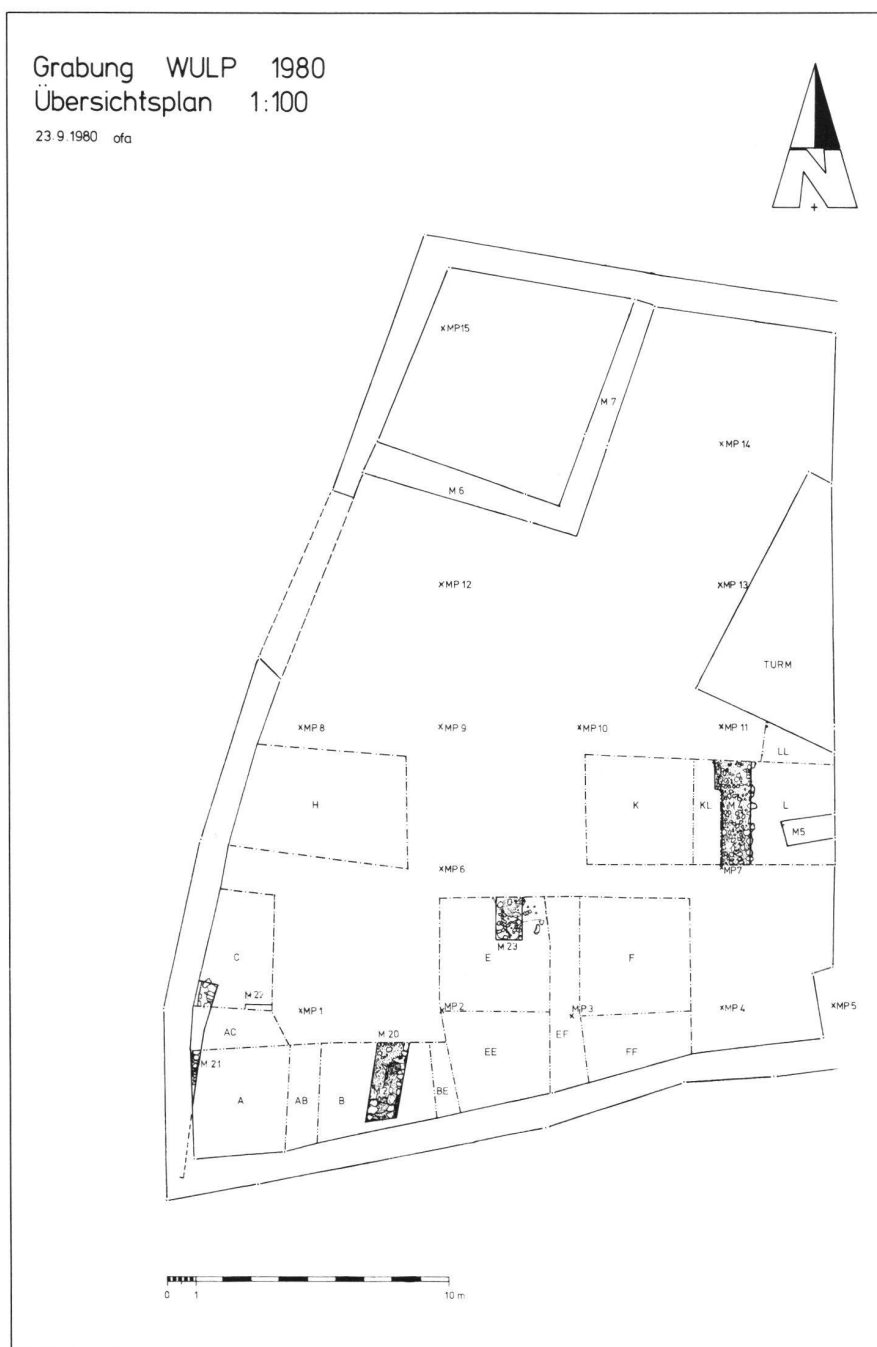 Grabung WULP 1980
Übersichtsplan 1:100
23.9.1980 ofa
N
×MP15
M 7
×MP 14
M 6
×MP 12
×MP 13
TURM
×MP 8
×MP 9
×MP 10
×MP 11
LL
H
K
KL
M 4
L
M5
×MP 6
MP7
E
M 23
F
C
M 22
×MP 1
MP 2
MP 3
×MP 4
×MP 5
AC
M 20
EF
M 21
EE
FF
A
AB
B
BE
0 1 10 m